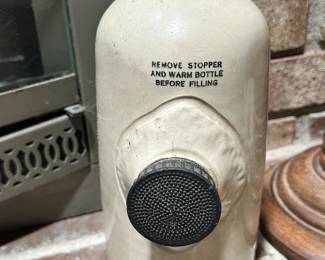 REMOVE STOPPER
AND WARM BOTTLE
BEFORE FILLING